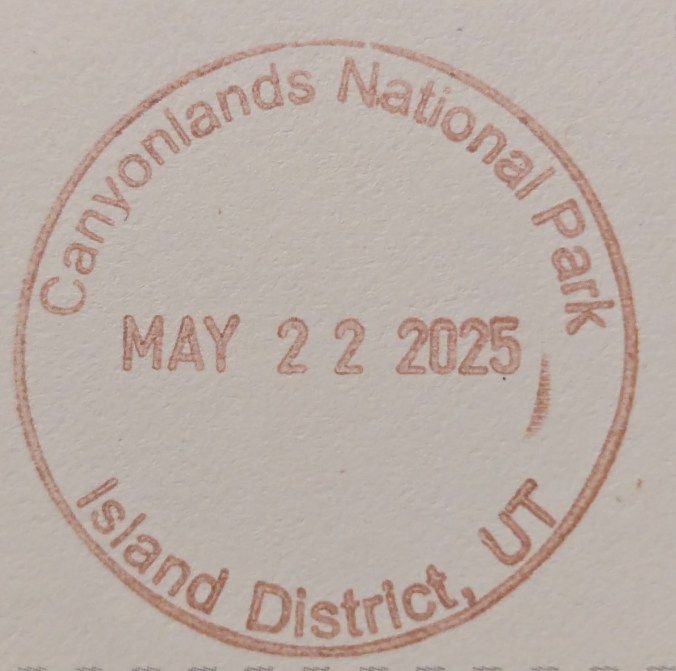 Canyonlands National Park
MAY 22 2025
Island District, UT